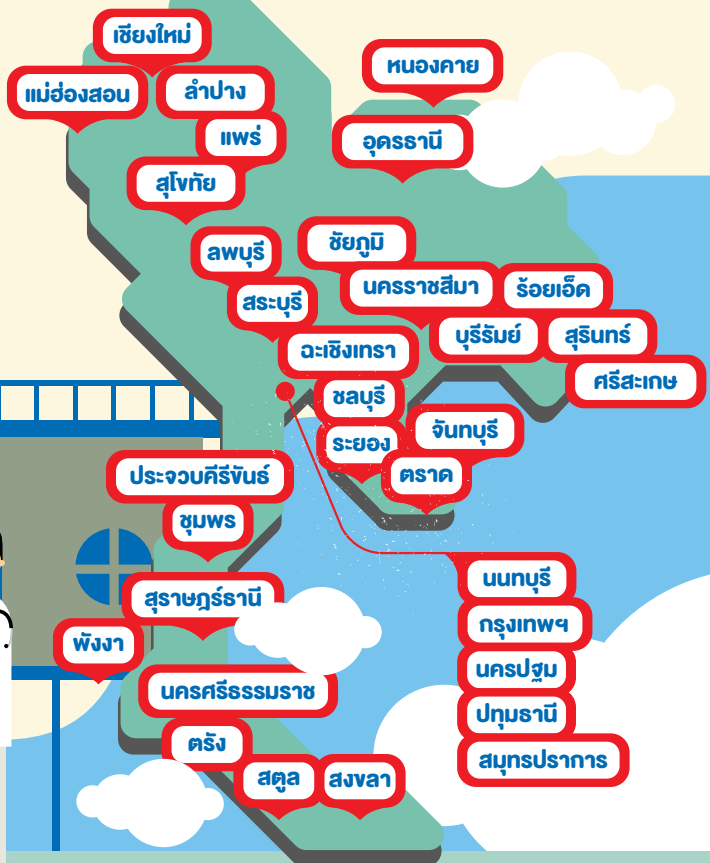 เชียงใหม่
หนองคาย
แม่ฮ่องสอน
ลำปาง
แพร่
อุดรธานี
สุโขทัย
ลพบุรี
ชัยภูมิ
สระบุรี
นครราชสีมา
ร้อยเอ็ด
บุรีรัมย์
สุรินทร์
ฉะเชิงเทรา
ศรีสะเกษ
ชลบุรี
ระยอง
จันทบุรี
ตราด
ประจวบคีรีขันธ์
ชุมพร
สุราษฎร์ธานี
พังงา
นครศรีธรรมราช
ตรัง
สตูล
สงขลา
นนทบุรี
กรุงเทพฯ
นครปฐม
ปทุมธานี
สมุทรปราการ